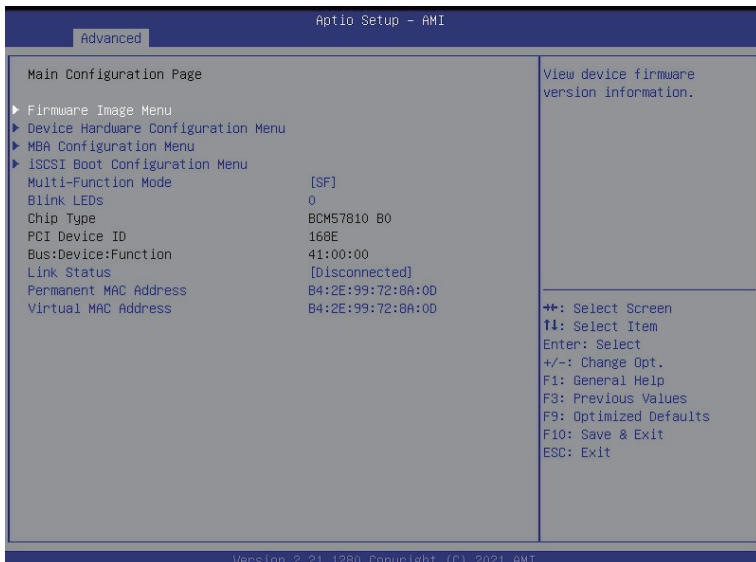 Aptio Setup – AMI
Advanced
Main Configuration Page
▶ Firmware Image Menu
▶ Device Hardware Configuration Menu
▶ MBA Configuration Menu
▶ iSCSI Boot Configuration Menu
Multi-Function Mode [SF]
Blink LEDs 0
Chip Type BCM57810 B0
PCI Device ID 168E
Bus:Device:Function 41:00:00
Link Status [Disconnected]
Permanent MAC Address B4:2E:99:72:8A:0D
Virtual MAC Address B4:2E:99:72:8A:0D
View device firmware
version information.
→←: Select Screen
↑↓: Select Item
Enter: Select
+/-: Change Opt.
F1: General Help
F3: Previous Values
F9: Optimized Defaults
F10: Save & Exit
ESC: Exit
Version 2.21.1280 Copyright (C) 2021 AMI